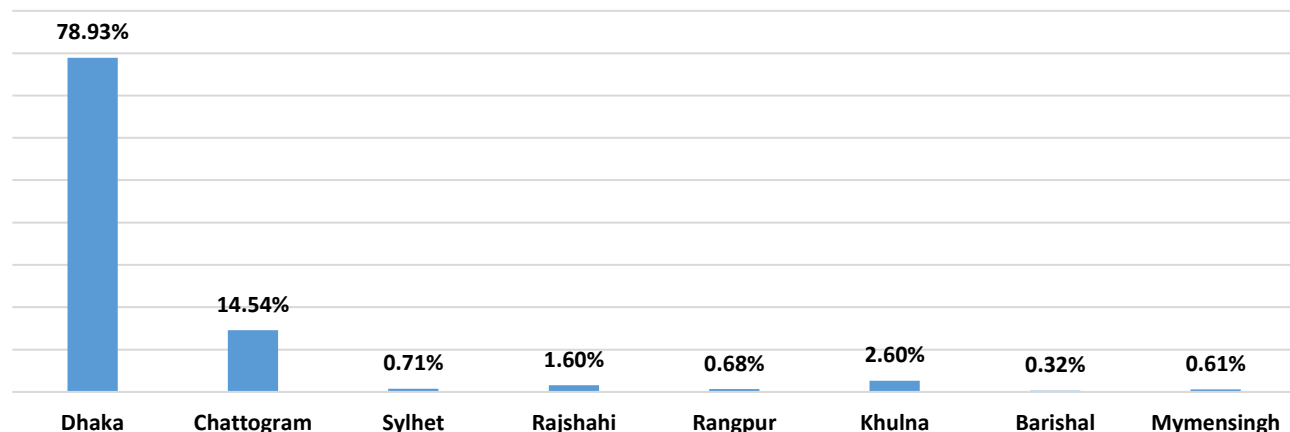 78.93%
14.54%
0.71%
1.60%
0.68%
2.60%
0.32%
0.61%
Dhaka
Chattogram
Sylhet
Rajshahi
Rangpur
Khulna
Barishal
Mymensingh